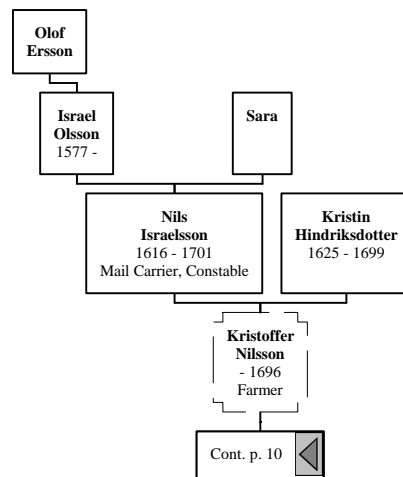 Olof
Ersson
Israel
Olsson
1577 -
Sara
Nils
Israelsson
1616 - 1701
Mail Carrier, Constable
Kristin
Hindriksdotter
1625 - 1699
Kristoffer
Nilsson
- 1696
Farmer
Cont. p. 10